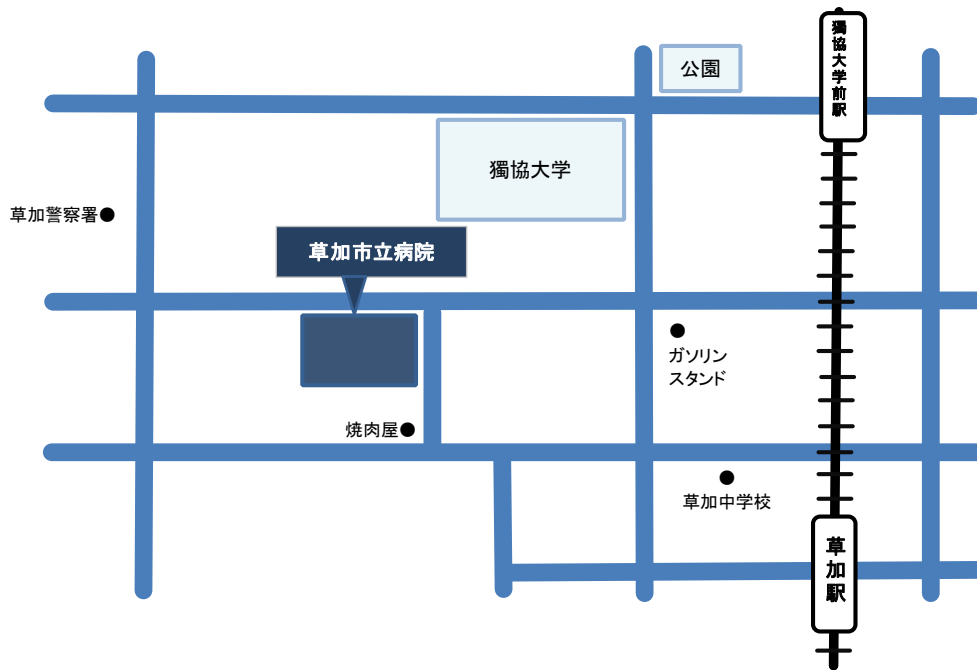 獨協大学前駅
公園
獨協大学
草加警察署
草加市立病院
ガソリン
スタンド
焼肉屋
草加中学校
草加駅